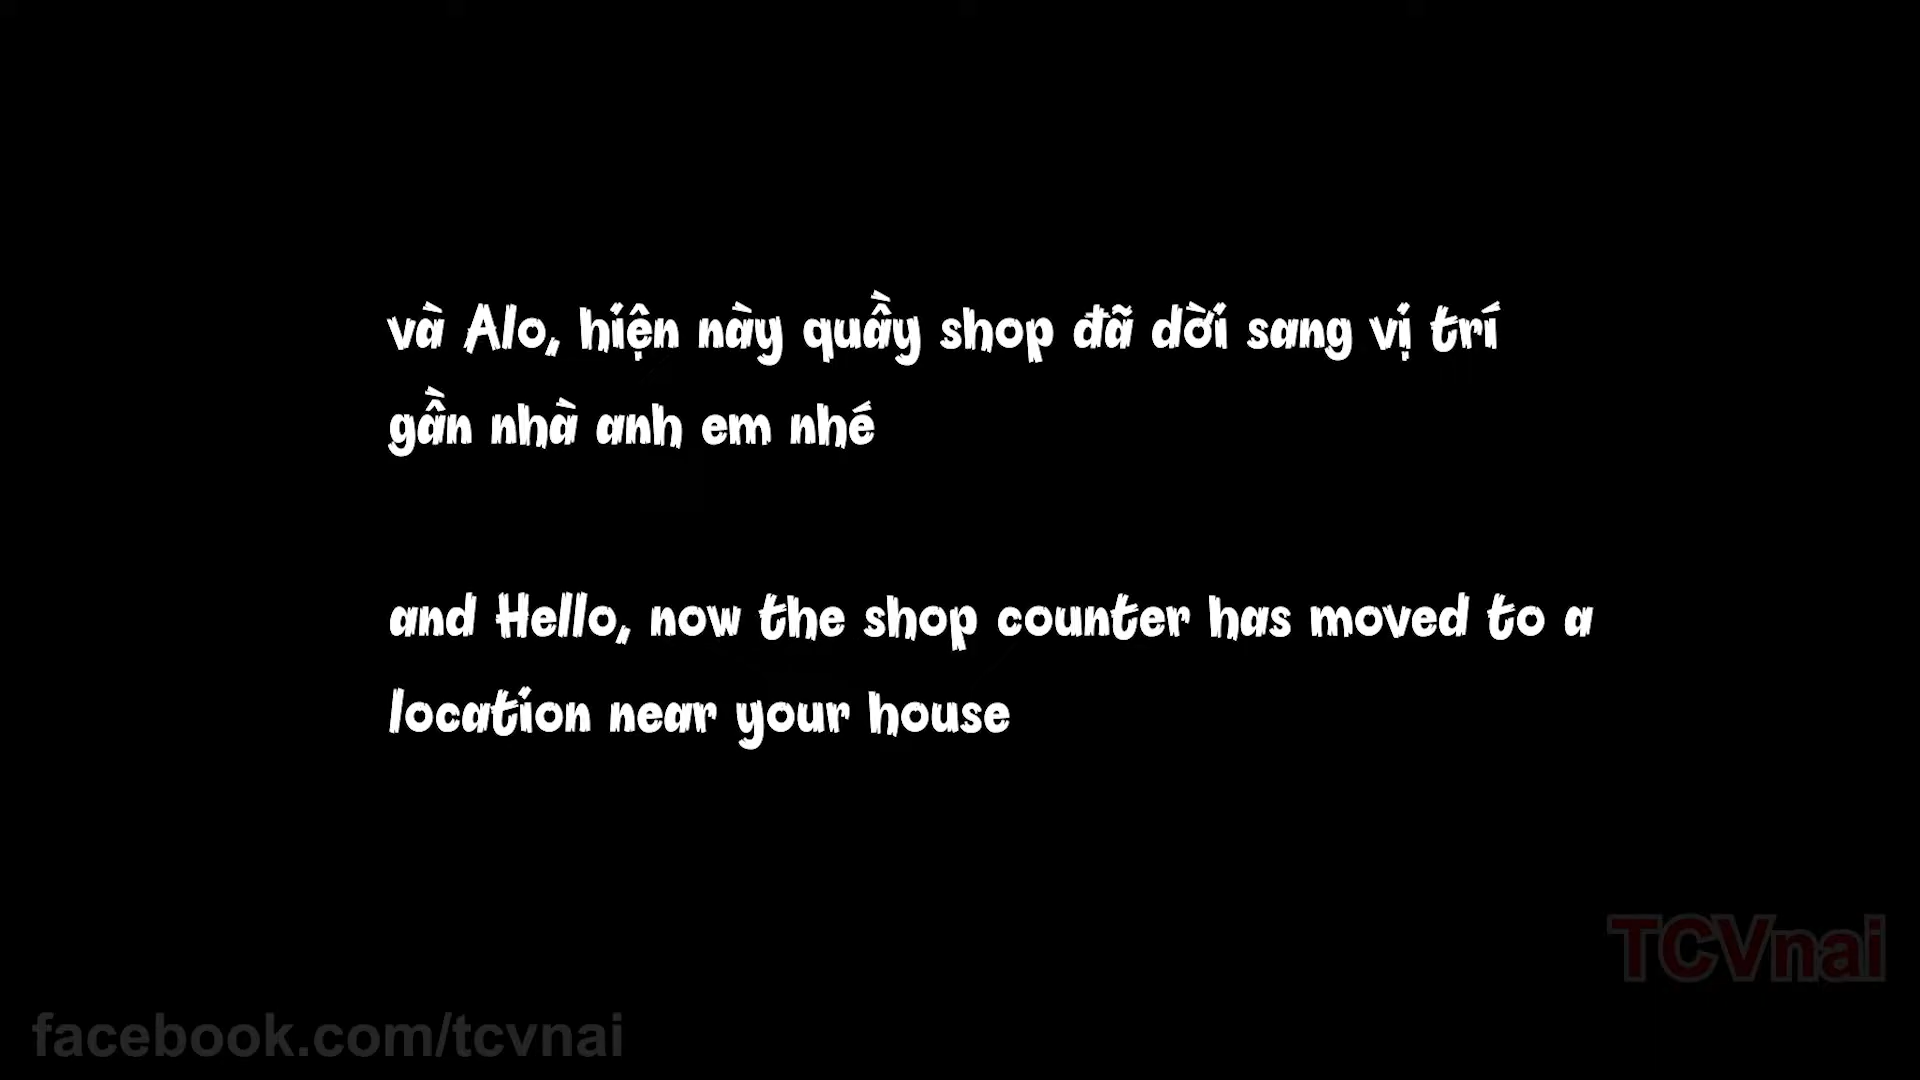 và Alo, hiện này quầy shop đã dời sang vị trí
gần nhà anh em nhé
and Hello, now the shop counter has moved to a
location near your house
TCVnai
facebook.com/tcvnai